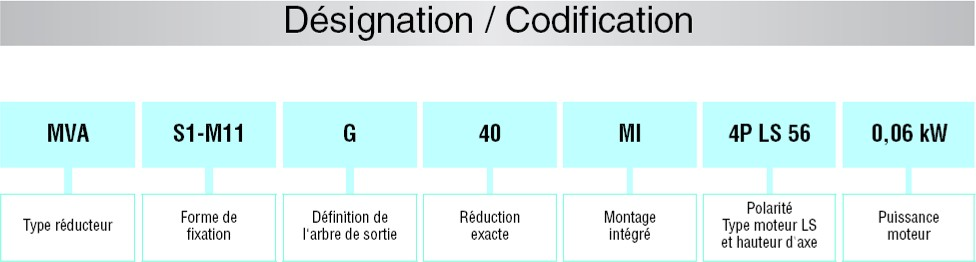 Désignation / Codification
MVA
S1-M11
G
40
MI
4P LS 56
0,06 kW
Type réducteur
Forme de
fixation
Définition de
l'arbre de sortie
Réduction
exacte
Montage
intégré
Polarité
Type moteur LS
et hauteur d'axe
Puissance
moteur